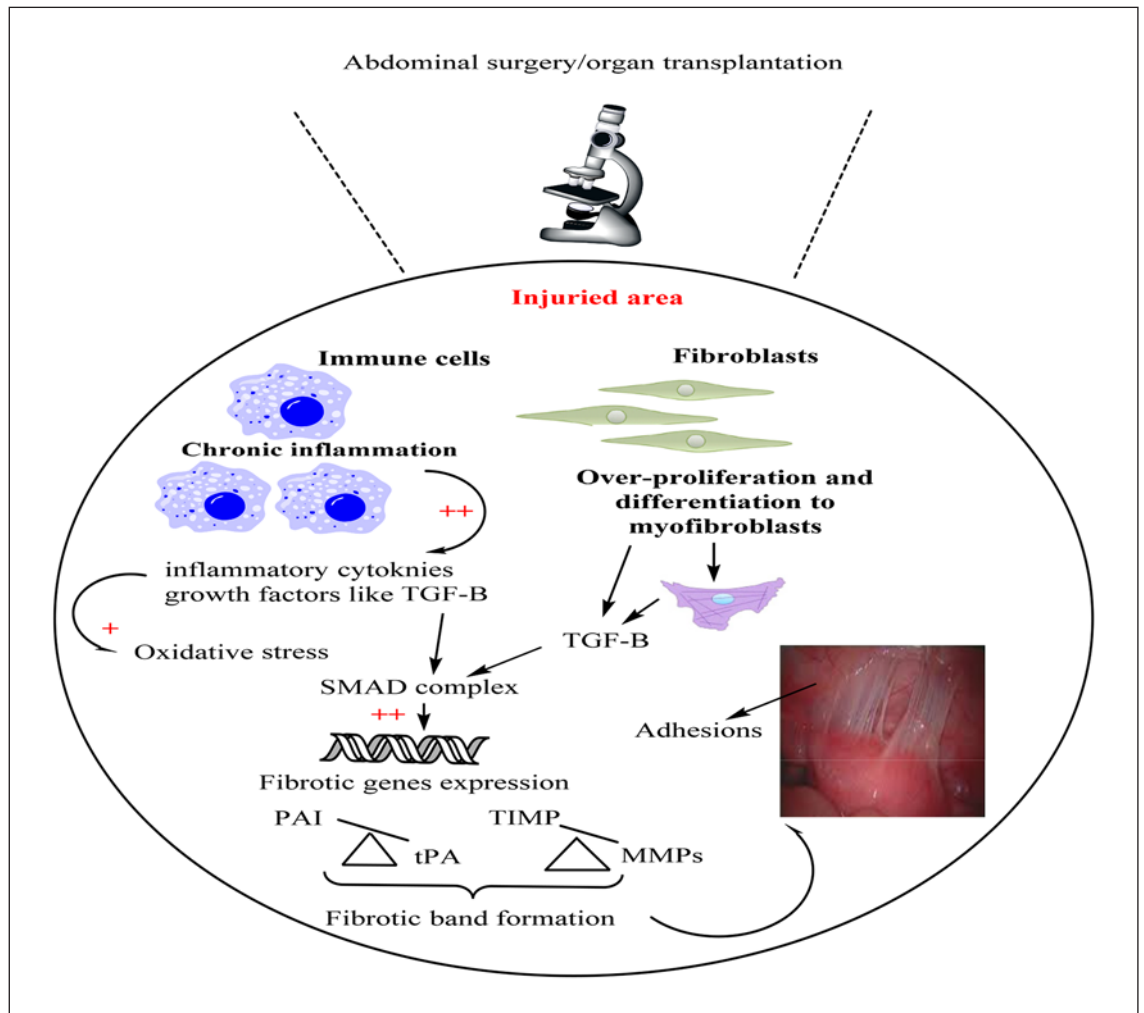 Abdominal surgery/organ transplantation
Injuried area
Immune cells
Fibroblasts
Chronic inflammation
++
Over-proliferation and
differentiation to
myofibroblasts
inflammatory cytoknies
growth factors like TGF-B
+
Oxidative stress
TGF-B
SMAD complex
++
Adhesions
Fibrotic genes expression
PAI
TIMP
tPA
MMPs
Fibrotic band formation